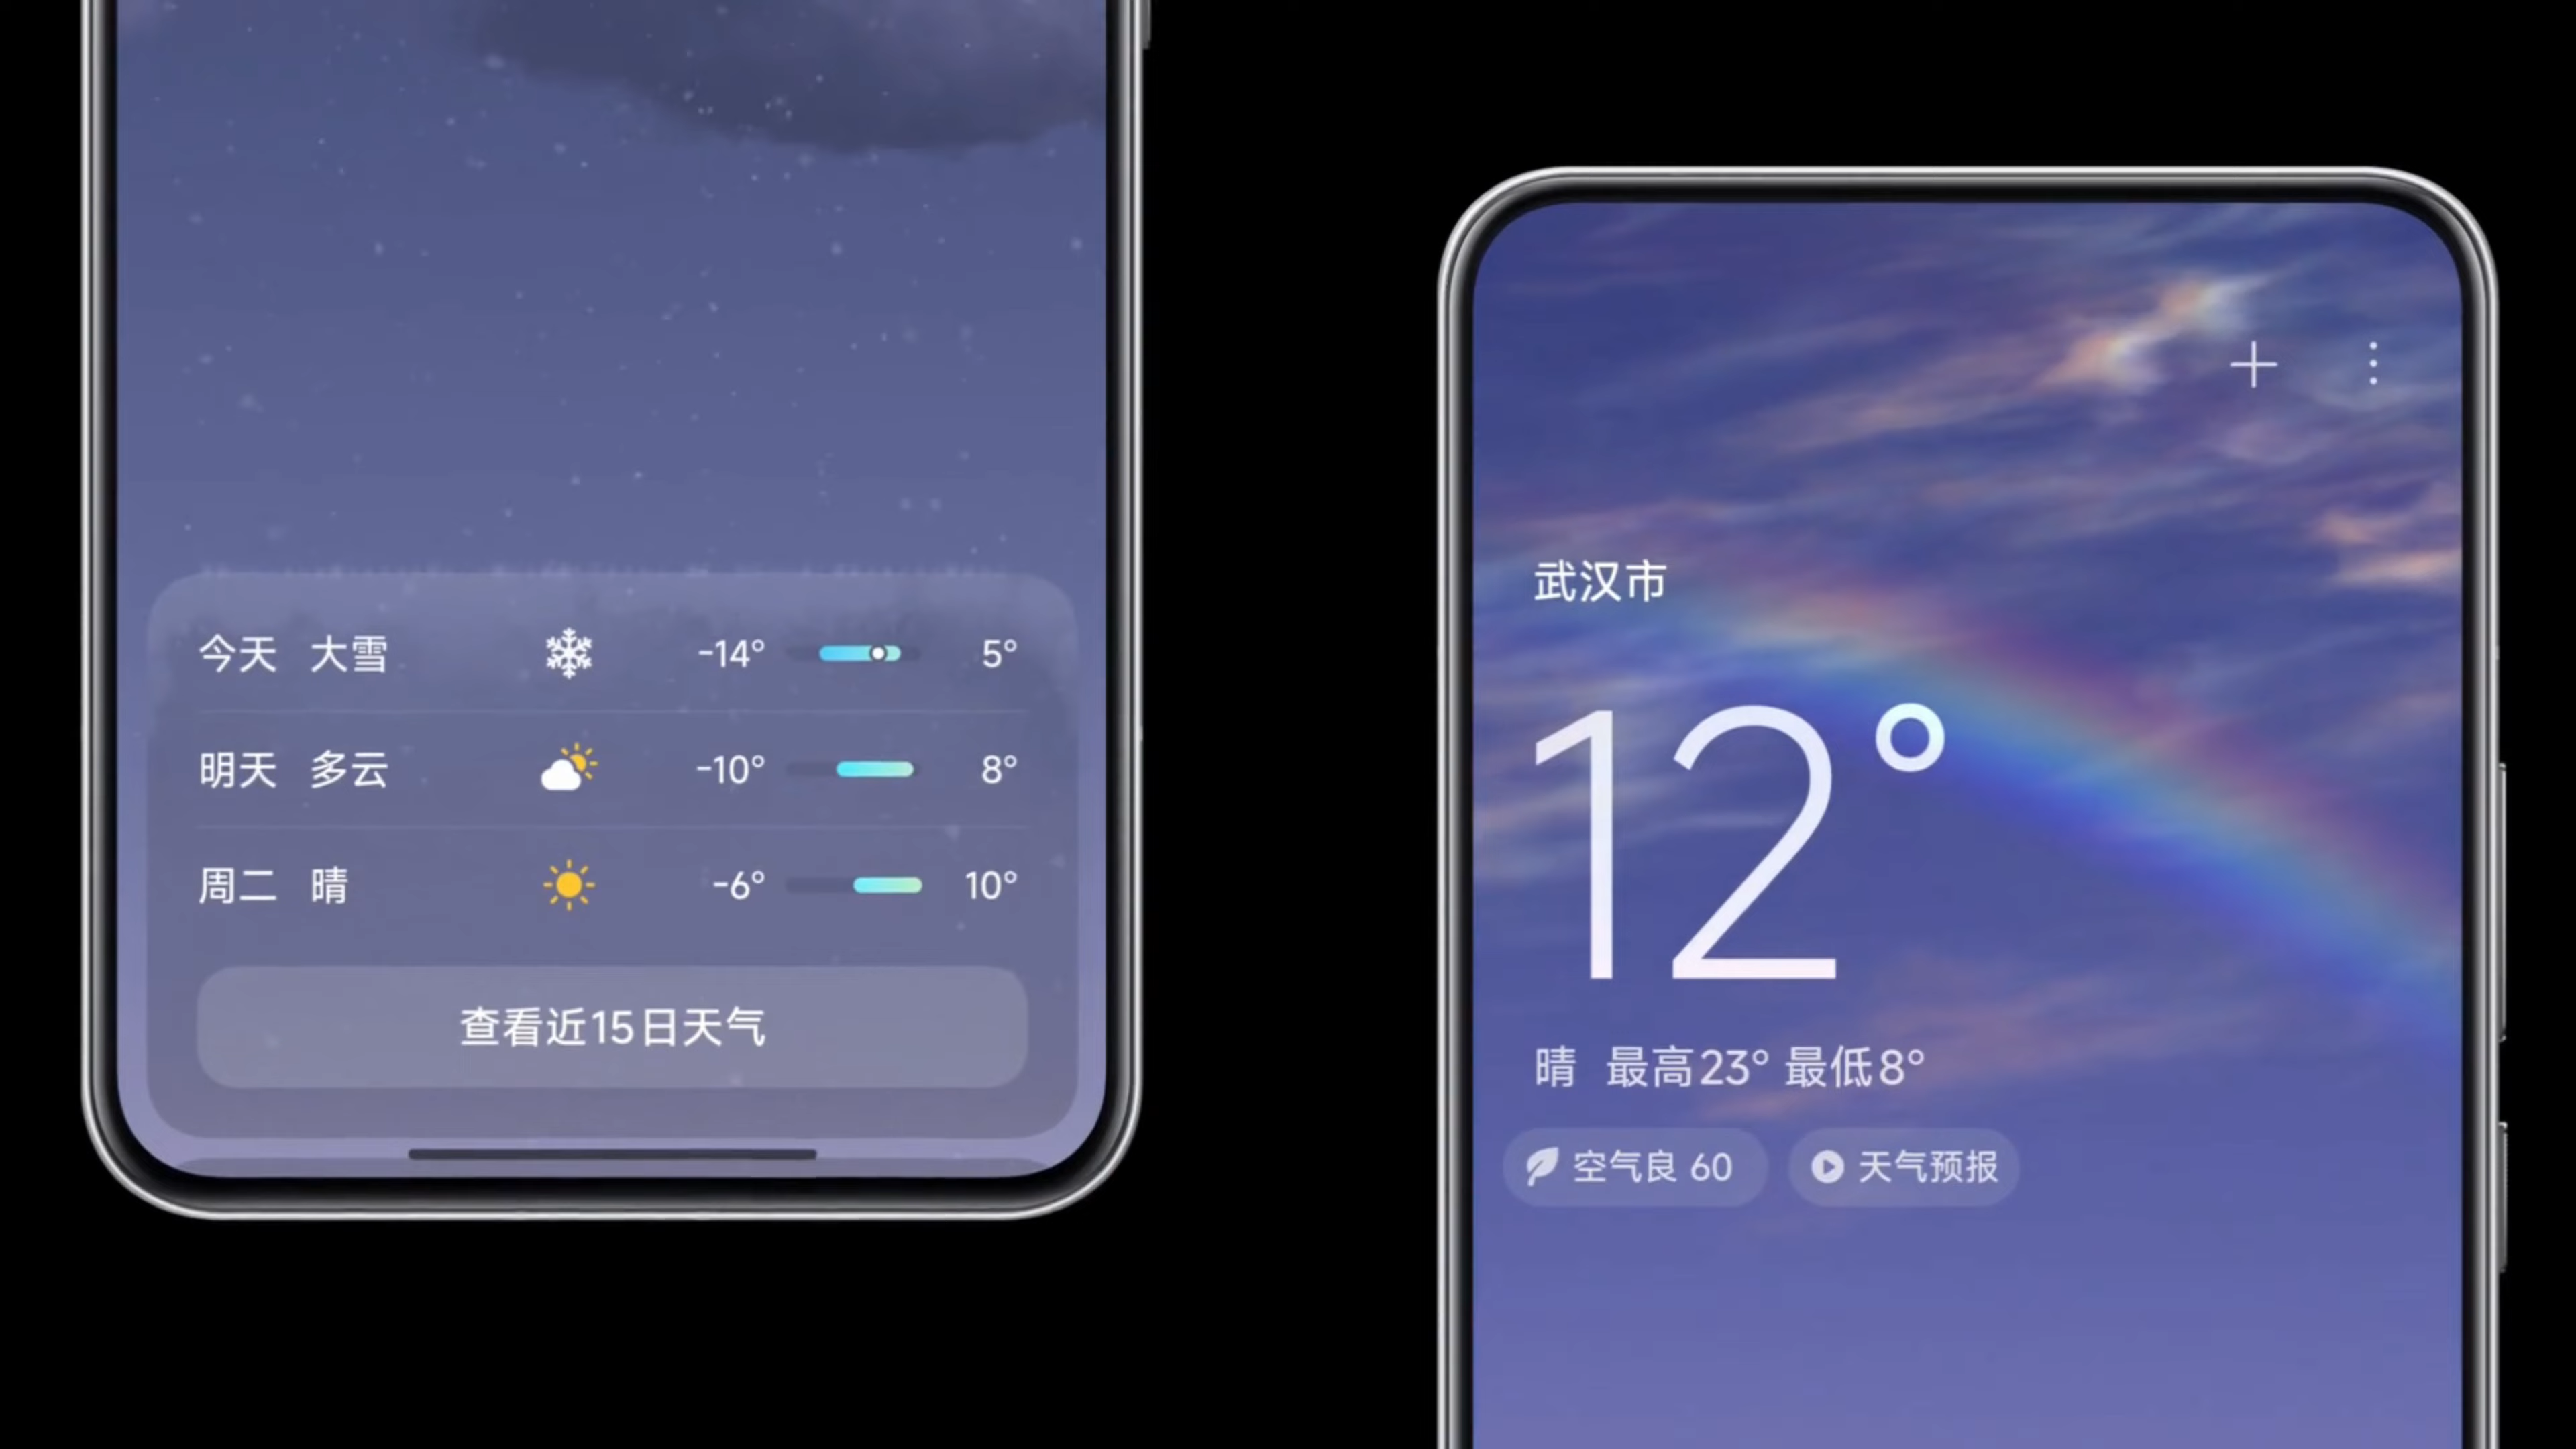 今天 大雪 -14° 5°
明天 多云 -10° 8°
周二 晴 -6° 10°
查看近15日天气
武汉市
12°
晴 最高23° 最低8°
空气良 60 天气预报